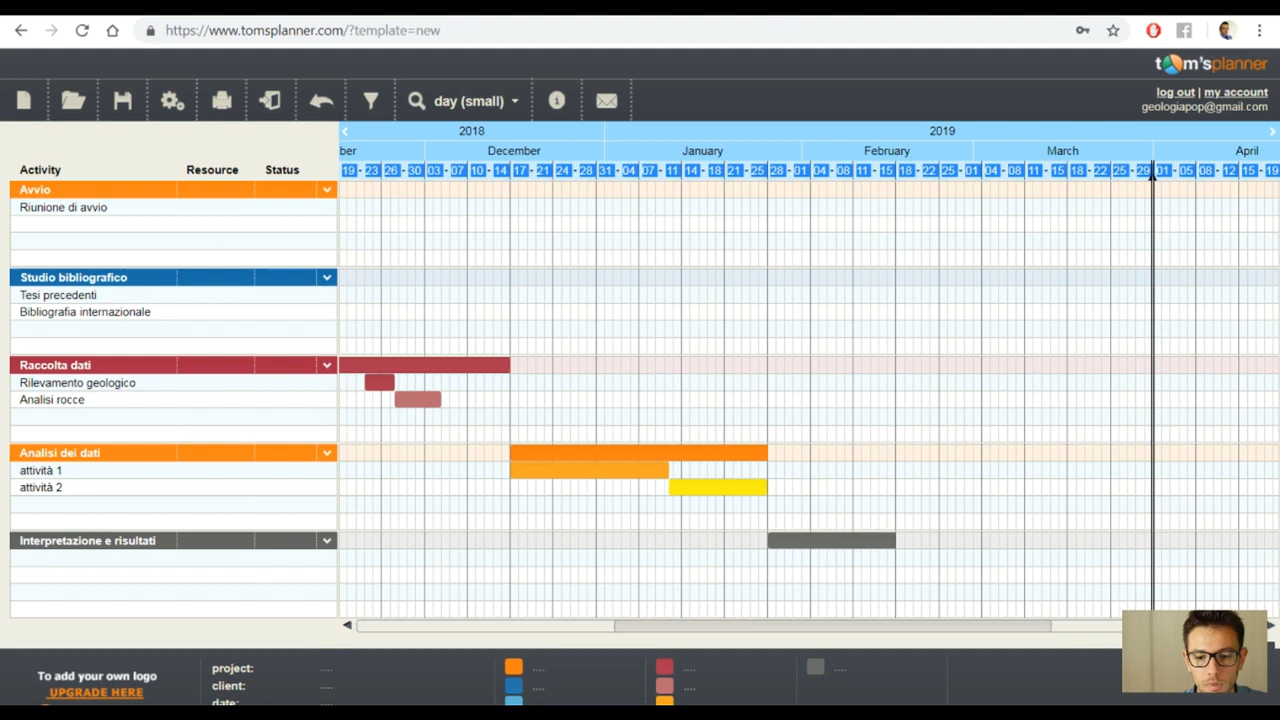 https://www.tomsplanner.com/?template=new
tom'splanner
day (small)
log out | my account
geologiapop@gmail.com
2018 2019
ber December January February March April
Activity Resource Status
19 - 23 26 - 30 03 - 07 10 - 14 17 - 21 24 - 28 31 - 04 07 - 11 14 - 18 21 - 25 28 - 01 04 - 08 11 - 15 18 - 22 25 - 01 04 - 08 11 - 15 18 - 22 25 - 29 01 - 05 08 - 12 15 - 19
Avvio
Riunione di avvio
Studio bibliografico
Tesi precedenti
Bibliografia internazionale
Raccolta dati
Rilevamento geologico
Analisi rocce
Analisi dei dati
attività 1
attività 2
Interpretazione e risultati
To add your own logo
UPGRADE HERE
project: ....
client: ....
date: ....
....
....
....
....
....